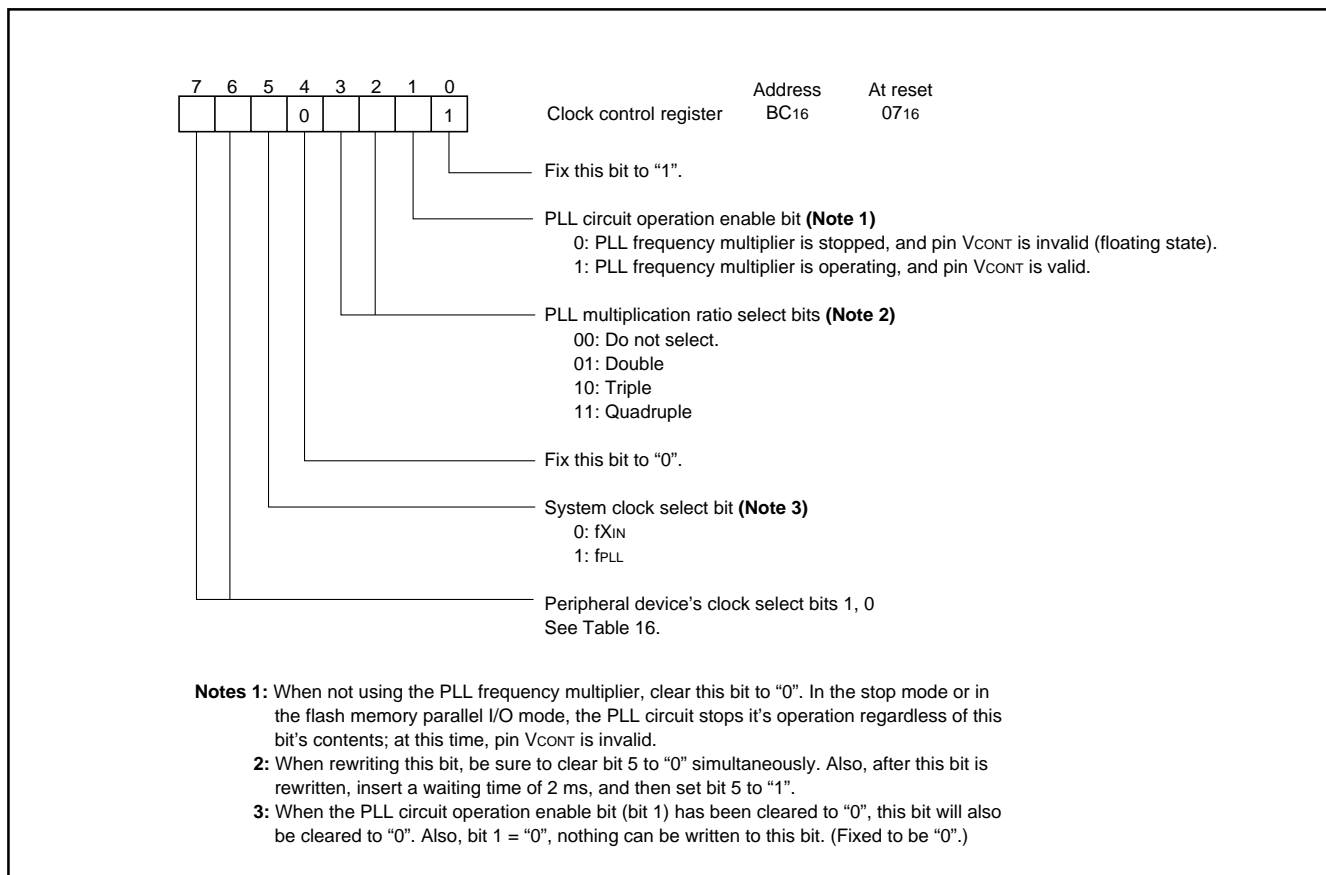 7 6 5 4 3 2 1 0
0 1
Clock control register
Address
BC16
At reset
0716
Fix this bit to “1”.
PLL circuit operation enable bit (Note 1)
0: PLL frequency multiplier is stopped, and pin VCONT is invalid (floating state).
1: PLL frequency multiplier is operating, and pin VCONT is valid.
PLL multiplication ratio select bits (Note 2)
00: Do not select.
01: Double
10: Triple
11: Quadruple
Fix this bit to “0”.
System clock select bit (Note 3)
0: fXIN
1: fPLL
Peripheral device’s clock select bits 1, 0
See Table 16.
Notes 1: When not using the PLL frequency multiplier, clear this bit to “0”. In the stop mode or in
the flash memory parallel I/O mode, the PLL circuit stops it’s operation regardless of this
bit’s contents; at this time, pin VCONT is invalid.
2: When rewriting this bit, be sure to clear bit 5 to “0” simultaneously. Also, after this bit is
rewritten, insert a waiting time of 2 ms, and then set bit 5 to “1”.
3: When the PLL circuit operation enable bit (bit 1) has been cleared to “0”, this bit will also
be cleared to “0”. Also, bit 1 = “0”, nothing can be written to this bit. (Fixed to be “0”.)